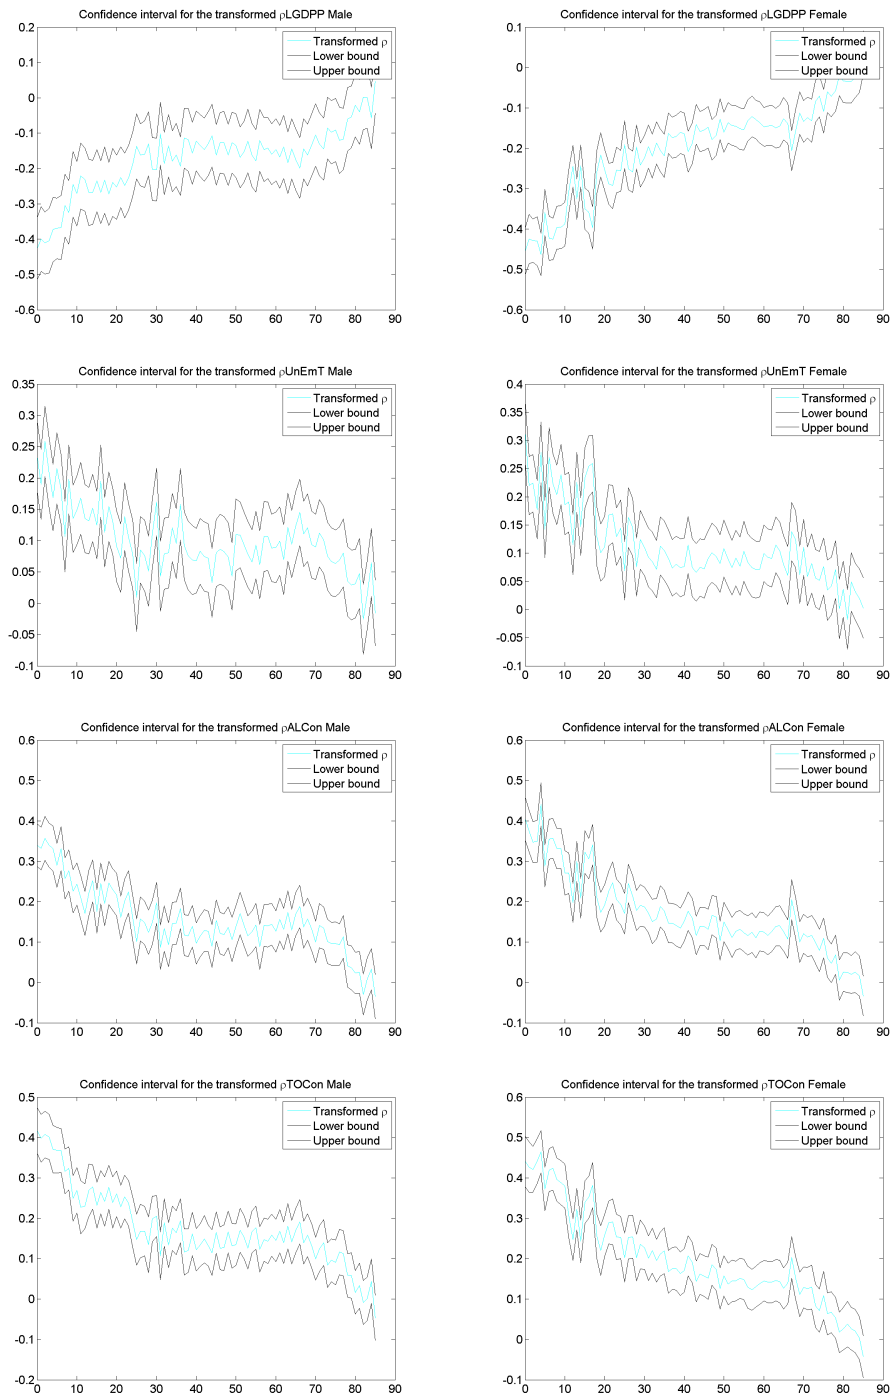 Confidence interval for the transformed ρLGDPP Male
0.2
0.1
0
-0.1
-0.2
-0.3
-0.4
-0.5
-0.6
0 10 20 30 40 50 60 70 80 90
Transformed ρ
Lower bound
Upper bound
Confidence interval for the transformed ρLGDPP Female
0.1
0
-0.1
-0.2
-0.3
-0.4
-0.5
-0.6
0 10 20 30 40 50 60 70 80 90
Transformed ρ
Lower bound
Upper bound
Confidence interval for the transformed ρUnEmT Male
0.35
0.3
0.25
0.2
0.15
0.1
0.05
0
-0.05
-0.1
0 10 20 30 40 50 60 70 80 90
Transformed ρ
Lower bound
Upper bound
Confidence interval for the transformed ρUnEmT Female
0.4
0.35
0.3
0.25
0.2
0.15
0.1
0.05
0
-0.05
-0.1
0 10 20 30 40 50 60 70 80 90
Transformed ρ
Lower bound
Upper bound
Confidence interval for the transformed ρALCon Male
0.6
0.5
0.4
0.3
0.2
0.1
0
-0.1
0 10 20 30 40 50 60 70 80 90
Transformed ρ
Lower bound
Upper bound
Confidence interval for the transformed ρALCon Female
0.6
0.5
0.4
0.3
0.2
0.1
0
-0.1
0 10 20 30 40 50 60 70 80 90
Transformed ρ
Lower bound
Upper bound
Confidence interval for the transformed ρTOCon Male
0.5
0.4
0.3
0.2
0.1
0
-0.1
-0.2
0 10 20 30 40 50 60 70 80 90
Transformed ρ
Lower bound
Upper bound
Confidence interval for the transformed ρTOCon Female
0.6
0.5
0.4
0.3
0.2
0.1
0
-0.1
0 10 20 30 40 50 60 70 80 90
Transformed ρ
Lower bound
Upper bound